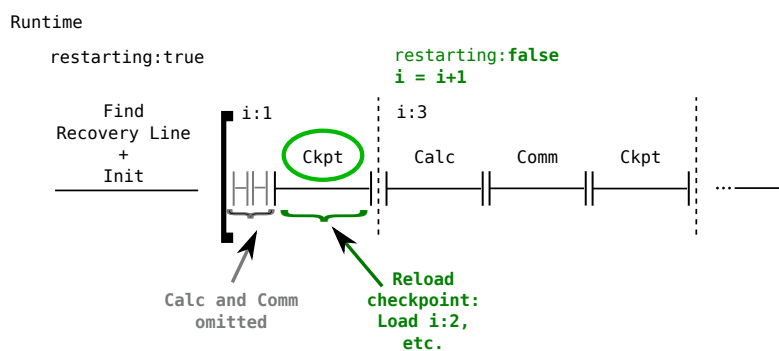 Runtime
restarting:true
restarting:false
i = i+1
Find
Recovery Line
+
Init
i:1
i:3
Ckpt
Calc
Comm
Ckpt
...
Calc and Comm
omitted
Reload
checkpoint:
Load i:2,
etc.